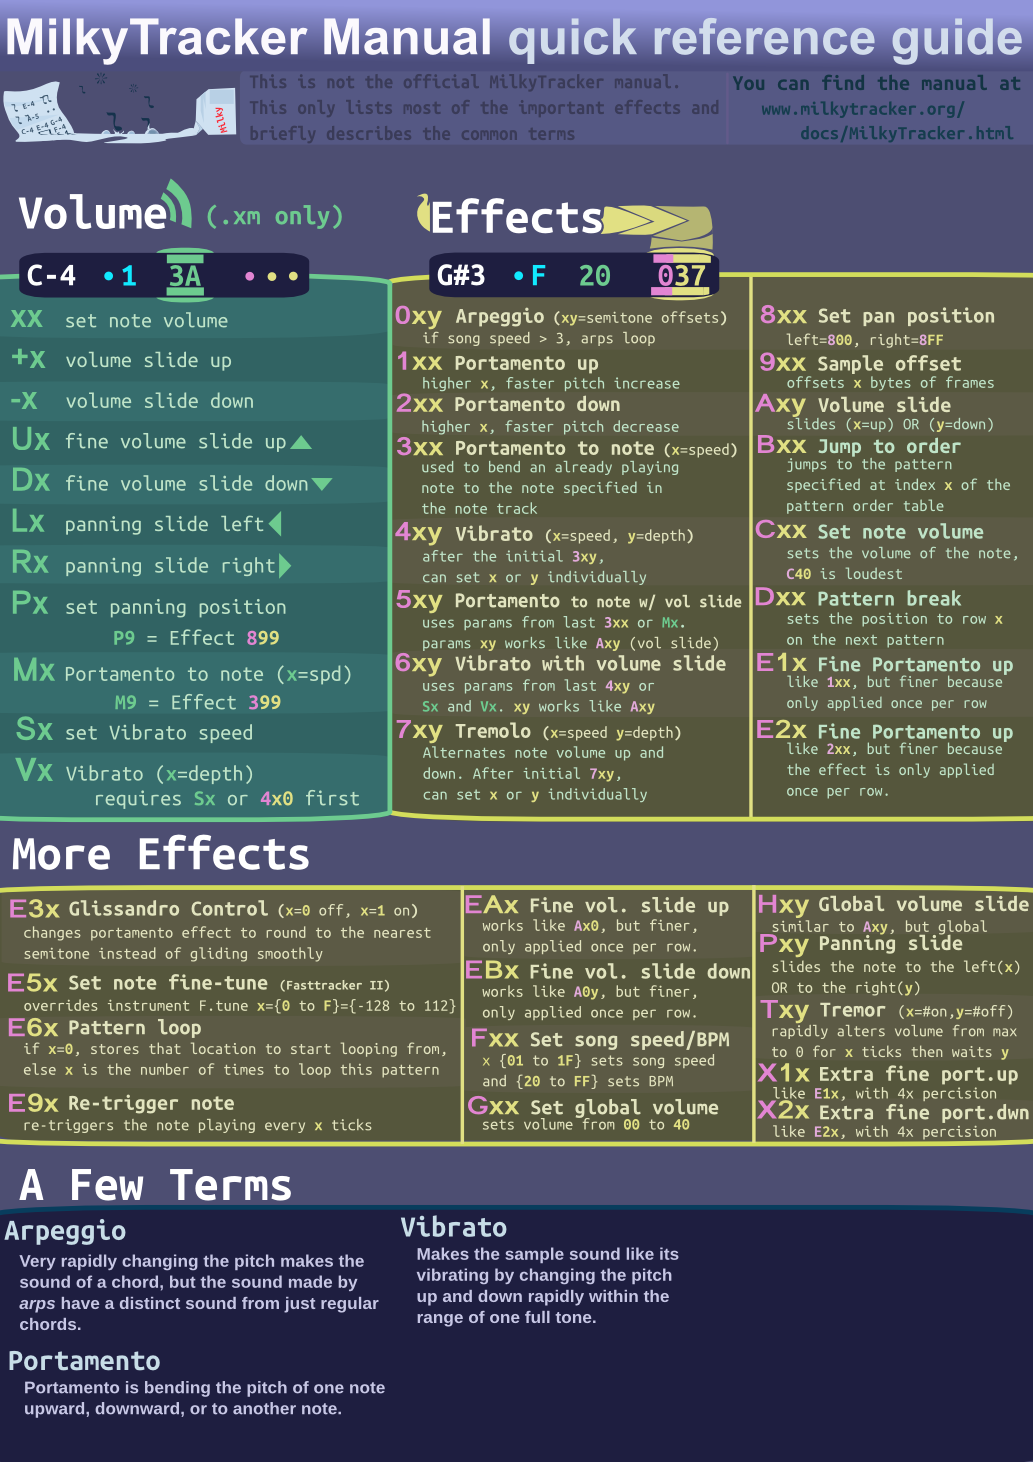 MilkyTracker Manual quick reference guide
This is not the official MilkyTracker manual.
This only lists most of the important effects and
briefly describes the common terms
You can find the manual at
www.milkytracker.org/
docs/MilkyTracker.html
Milky
Volume (.xm only)
C-4 •1 3A •••
xx set note volume
+x volume slide up
-x volume slide down
Ux fine volume slide up
Dx fine volume slide down
Lx panning slide left
Rx panning slide right
Px set panning position
P9 = Effect 899
Mx Portamento to note (x=spd)
M9 = Effect 399
Sx set Vibrato speed
Vx Vibrato (x=depth)
requires Sx or 4x0 first
Effects
G#3 •F 20 037
0xy Arpeggio (xy=semitone offsets)
if song speed > 3, arps loop
1xx Portamento up
higher x, faster pitch increase
2xx Portamento down
higher x, faster pitch decrease
3xx Portamento to note (x=speed)
used to bend an already playing
note to the note specified in
the note track
4xy Vibrato (x=speed, y=depth)
after the initial 3xy,
can set x or y individually
5xy Portamento to note w/ vol slide
uses params from last 3xx or Mx.
params xy works like Axy (vol slide)
6xy Vibrato with volume slide
uses params from last 4xy or
Sx and Vx. xy works like Axy
7xy Tremolo (x=speed y=depth)
Alternates note volume up and
down. After initial 7xy,
can set x or y individually
8xx Set pan position
left=800, right=8FF
9xx Sample offset
offsets x bytes of frames
Axy Volume slide
slides (x=up) OR (y=down)
Bxx Jump to order
jumps to the pattern
specified at index x of the
pattern order table
Cxx Set note volume
sets the volume of the note,
C40 is loudest
Dxx Pattern break
sets the position to row x
on the next pattern
E1x Fine Portamento up
like 1xx, but finer because
only applied once per row
E2x Fine Portamento up
like 2xx, but finer because
the effect is only applied
once per row.
More Effects
E3x Glissandro Control (x=0 off, x=1 on)
changes portamento effect to round to the nearest
semitone instead of gliding smoothly
E5x Set note fine-tune (Fasttracker II)
overrides instrument F.tune x={0 to F}={-128 to 112}
E6x Pattern loop
if x=0, stores that location to start looping from,
else x is the number of times to loop this pattern
E9x Re-trigger note
re-triggers the note playing every x ticks
EAx Fine vol. slide up
works like Ax0, but finer,
only applied once per row.
EBx Fine vol. slide down
works like A0y, but finer,
only applied once per row.
Fxx Set song speed/BPM
x {01 to 1F} sets song speed
and {20 to FF} sets BPM
Gxx Set global volume
sets volume from 00 to 40
Hxy Global volume slide
similar to Axy, but global
Pxy Panning slide
slides the note to the left(x)
OR to the right(y)
Txy Tremor (x=#on,y=#off)
rapidly alters volume from max
to 0 for x ticks then waits y
X1x Extra fine port.up
like E1x, with 4x percision
X2x Extra fine port.dwn
like E2x, with 4x percision
A Few Terms
Arpeggio
Very rapidly changing the pitch makes the
sound of a chord, but the sound made by
arps have a distinct sound from just regular
chords.
Portamento
Portamento is bending the pitch of one note
upward, downward, or to another note.
Vibrato
Makes the sample sound like its
vibrating by changing the pitch
up and down rapidly within the
range of one full tone.